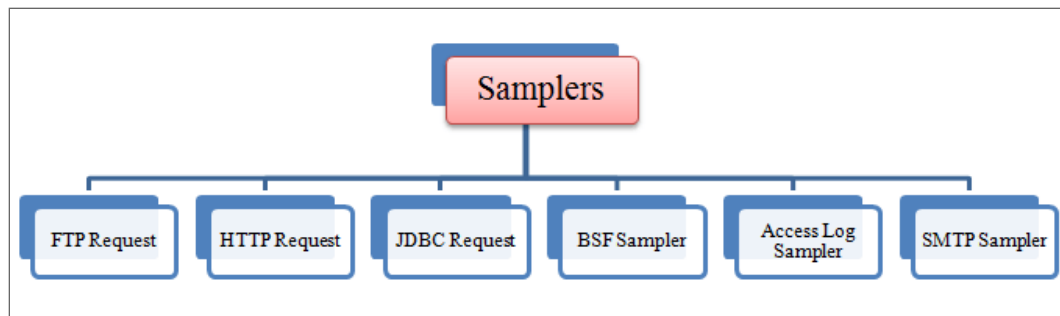 Samplers
FTP Request
HTTP Request
JDBC Request
BSF Sampler
Access Log
Sampler
SMTP Sampler